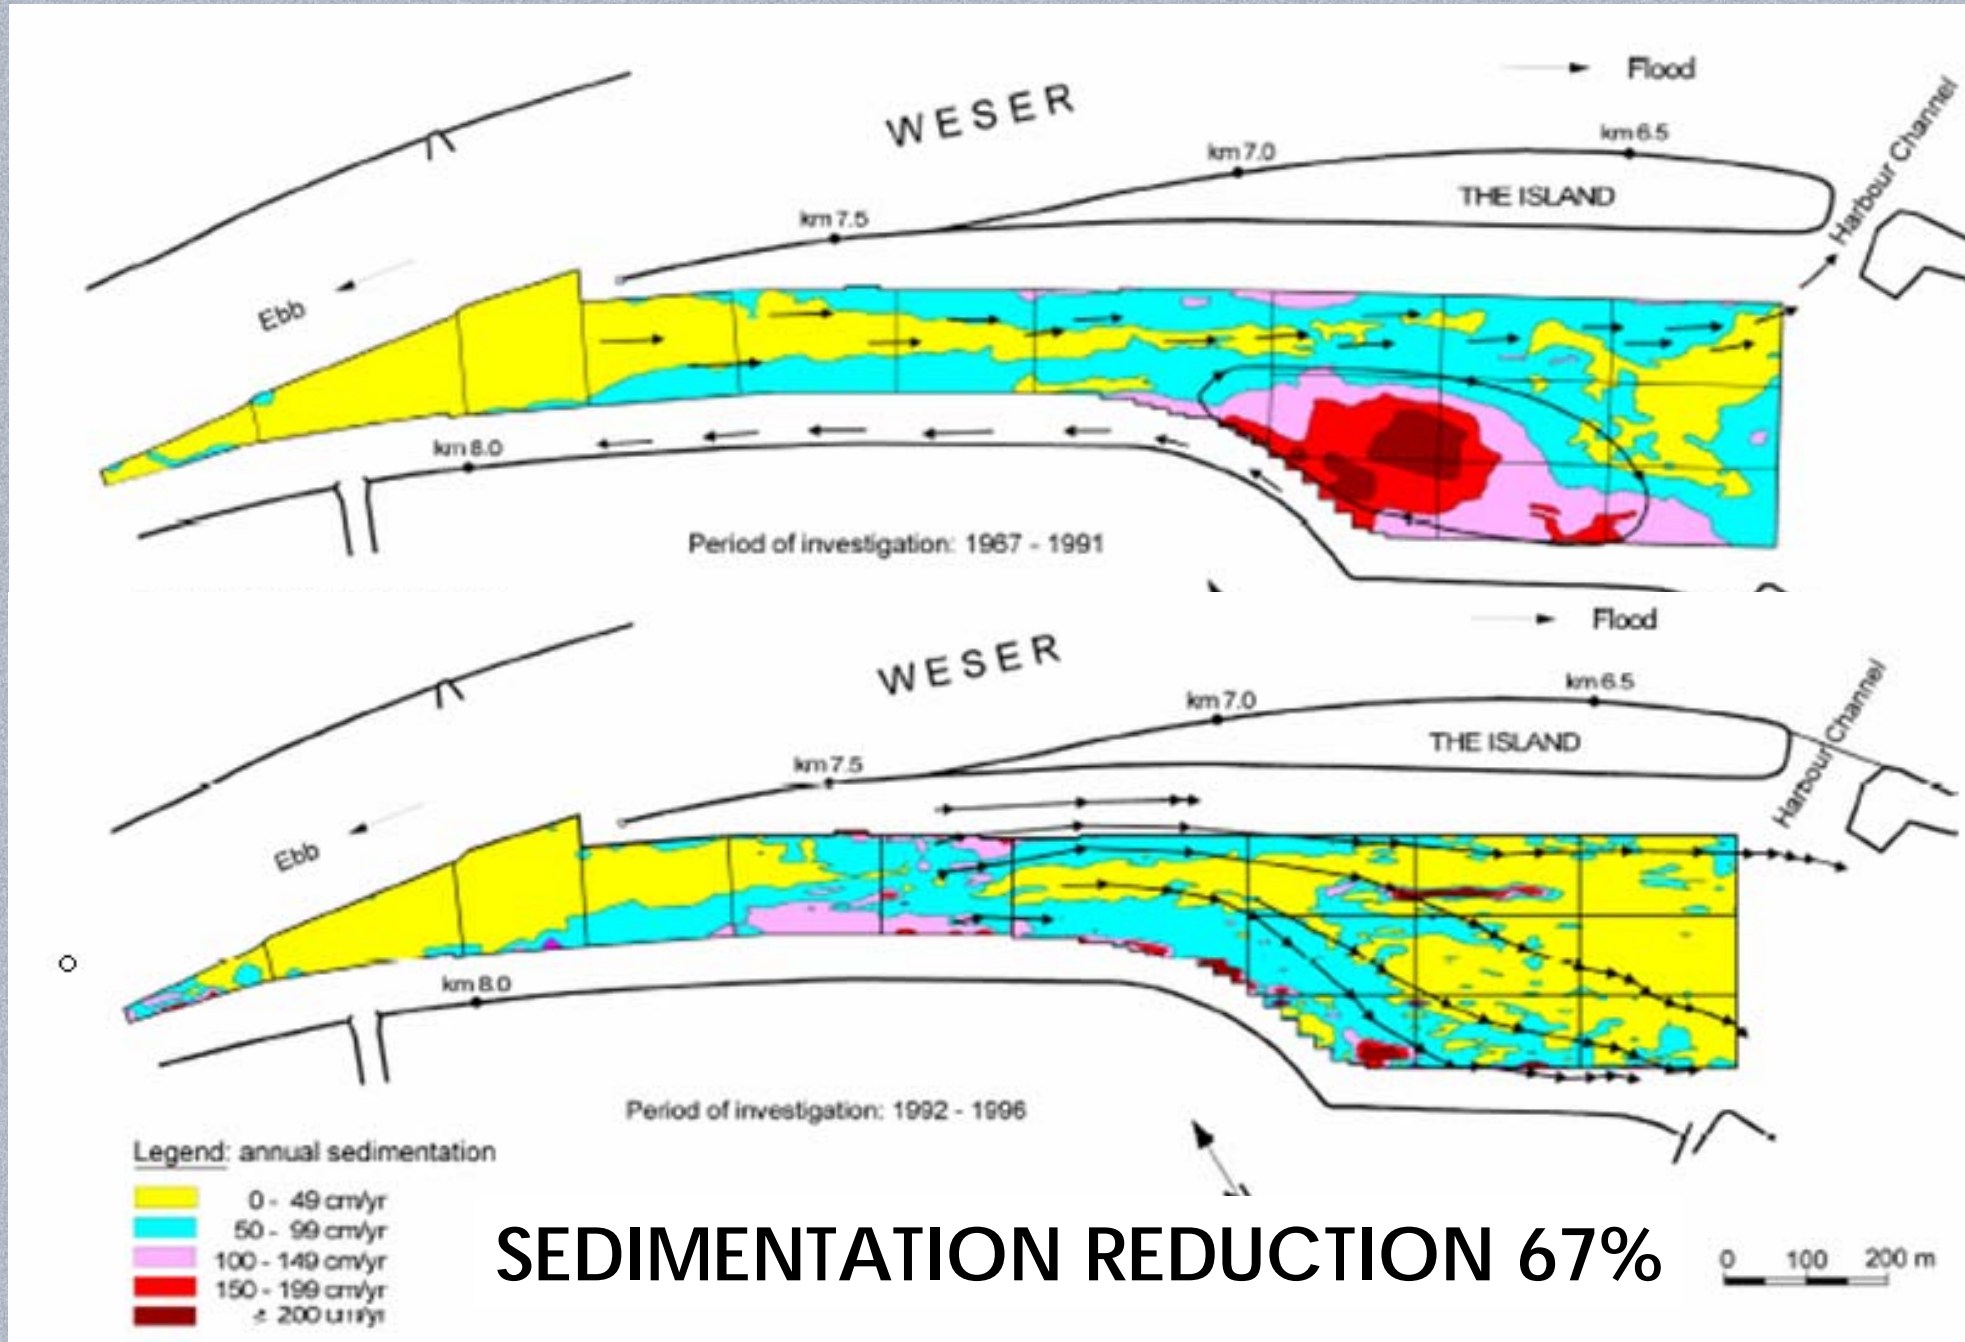 Flood
WESER
km 6.5
km 7.0
Harbour Channel
THE ISLAND
km 7.5
Ebb
km 8.0
Period of investigation: 1967 - 1991
Flood
WESER
km 6.5
km 7.0
Harbour Channel
THE ISLAND
km 7.5
Ebb
km 8.0
Period of investigation: 1992 - 1996
Legend: annual sedimentation
0 - 49 cm/yr
50 - 99 cm/yr
100 - 149 cm/yr
150 - 199 cm/yr
200 cm/yr
SEDIMENTATION REDUCTION 67%
0 100 200 m